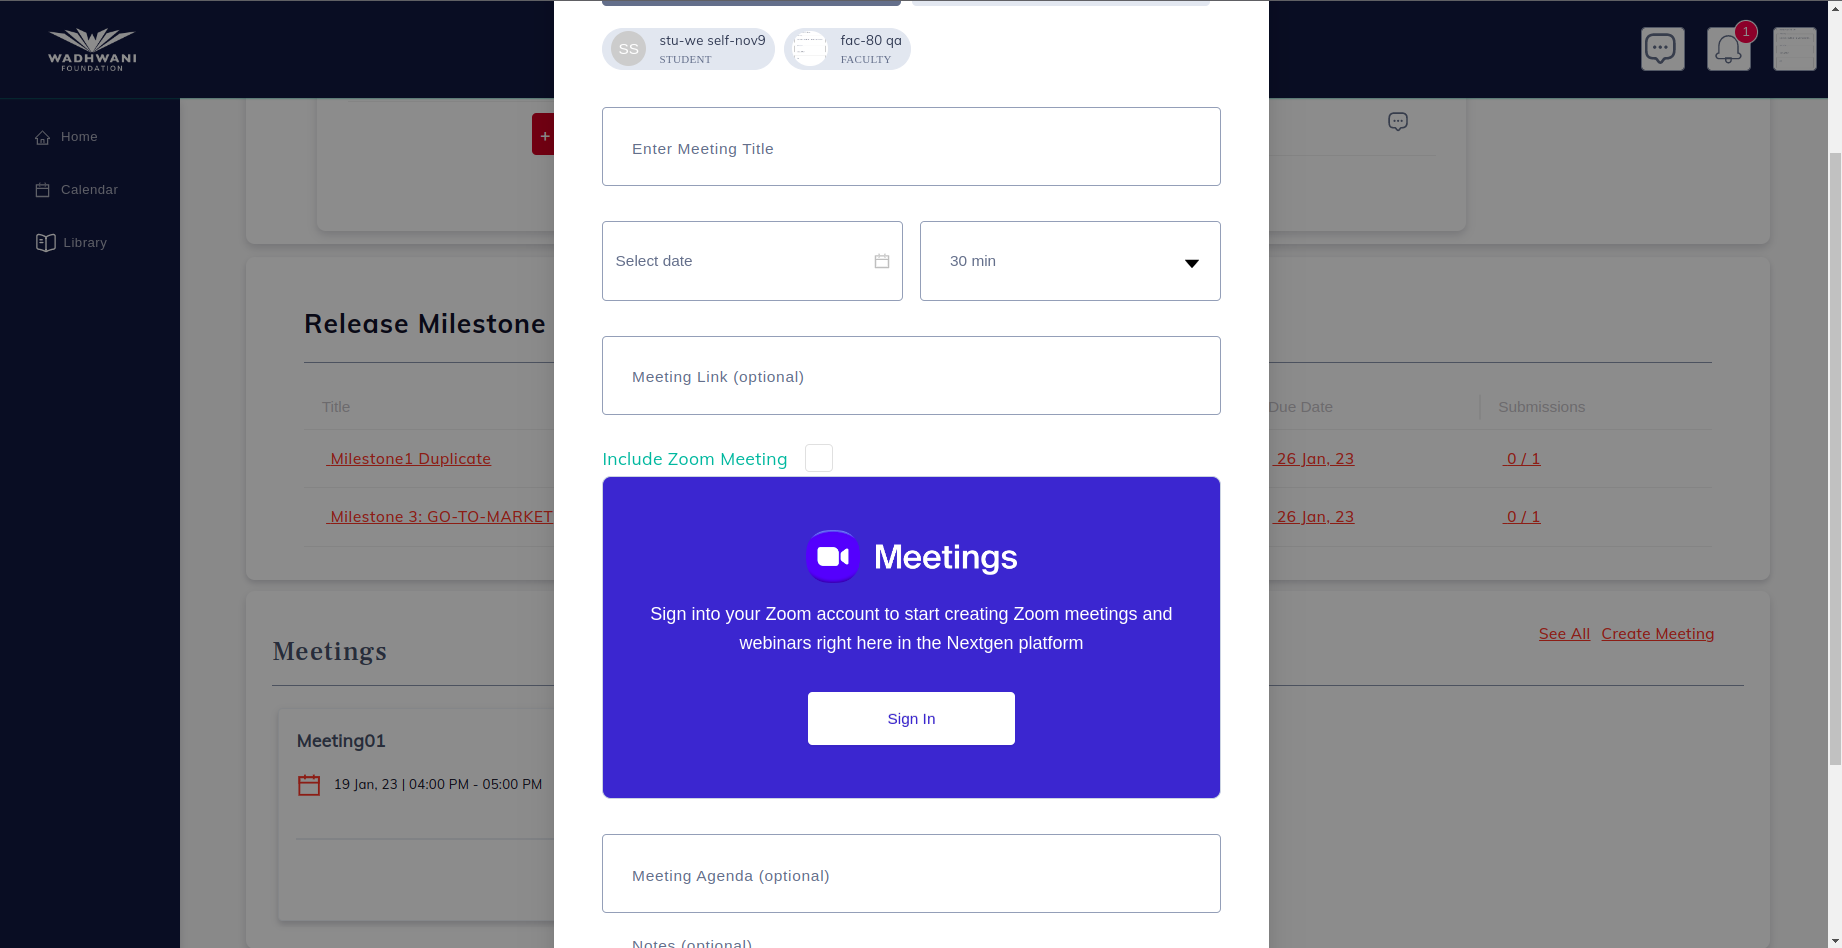 WADHWANI
FOUNDATION
1
Home
Calendar
Library
SS
stu-we self-nov9
STUDENT
fac-80 qa
FACULTY
+
Enter Meeting Title
Select date
30 min
Meeting Link (optional)
Include Zoom Meeting
Meetings
Sign into your Zoom account to start creating Zoom meetings and
webinars right here in the Nextgen platform
Sign In
Meeting Agenda (optional)
Notes (optional)
Release Milestone
Title
Due Date
Submissions
Milestone1 Duplicate
26 Jan, 23
0 / 1
Milestone 3: GO-TO-MARKET
26 Jan, 23
0 / 1
Meetings
See All
Create Meeting
Meeting01
19 Jan, 23 | 04:00 PM - 05:00 PM